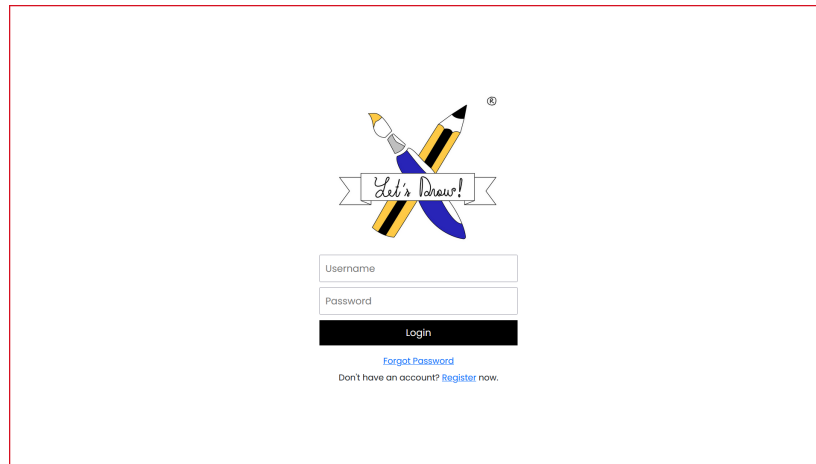 ®
Let's Draw!
Username
Password
Login
Forgot Password
Don't have an account? Register now.